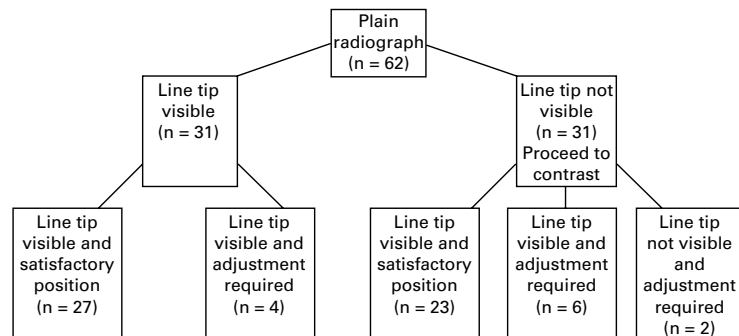 Plain
radiograph
(n = 62)
Line tip
visible
(n = 31)
Line tip not
visible
(n = 31)
Proceed to
contrast
Line tip
visible and
satisfactory
position
(n = 27)
Line tip
visible and
adjustment
required
(n = 4)
Line tip
visible and
satisfactory
position
(n = 23)
Line tip
visible and
adjustment
required
(n = 6)
Line tip
not visible
and
adjustment
required
(n = 2)